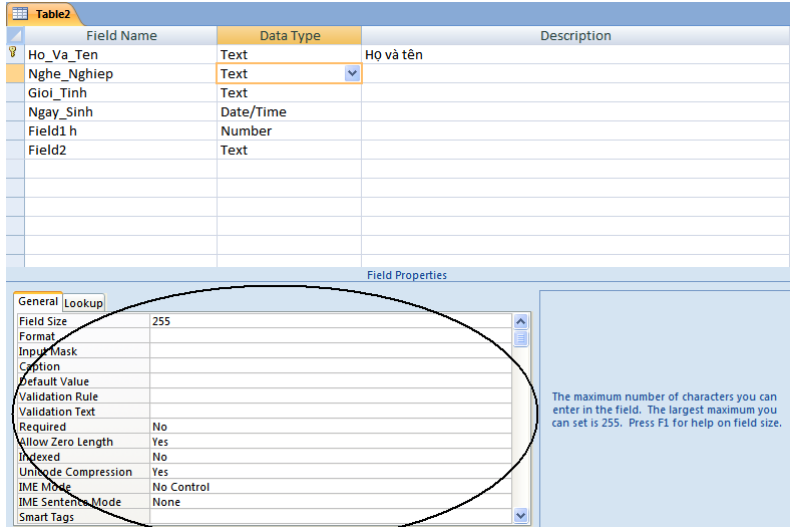 Table2
Field Name Data Type Description
Ho_Va_Ten Text Họ và tên
Nghe_Nghiep Text
Gioi_Tinh Text
Ngay_Sinh Date/Time
Field1 h Number
Field2 Text
Field Properties
General Lookup
Field Size 255
Format
Input Mask
Caption
Default Value
Validation Rule
Validation Text
Required No
Allow Zero Length Yes
Indexed No
Unicode Compression Yes
IME Mode No Control
IME Sentence Mode None
Smart Tags
The maximum number of characters you can
enter in the field. The largest maximum you
can set is 255. Press F1 for help on field size.